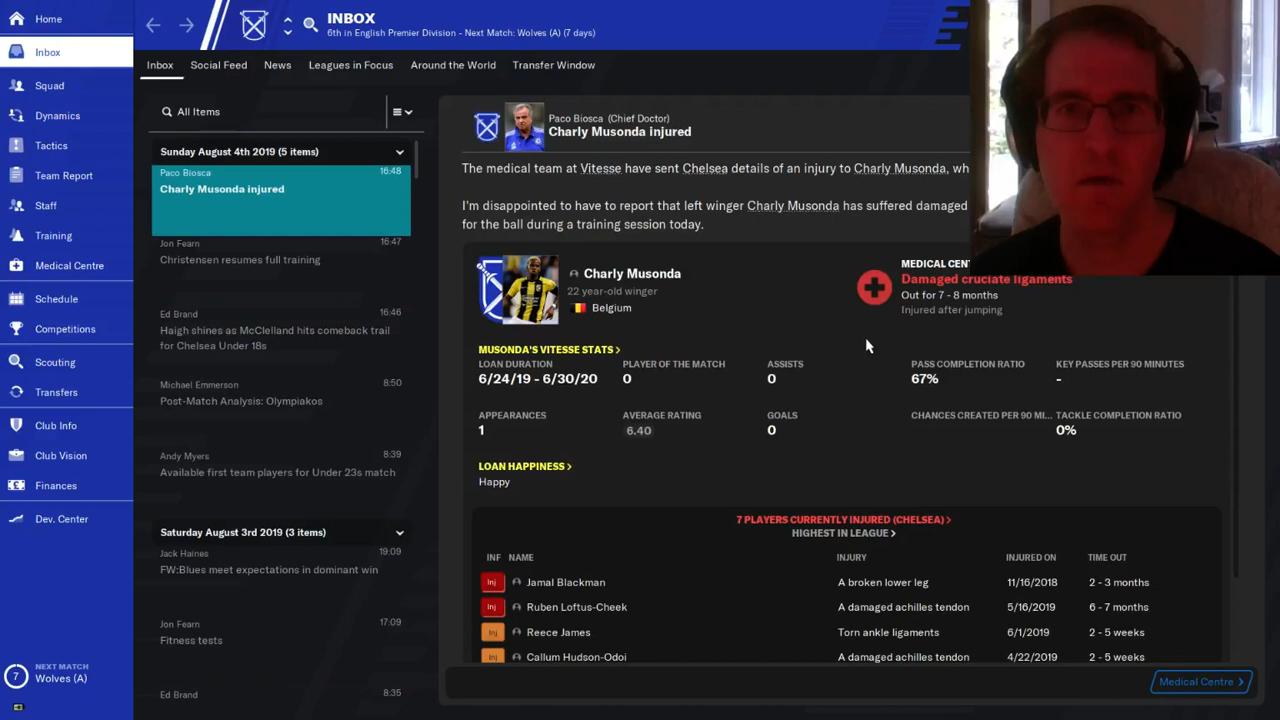 Home
Inbox
Squad
Dynamics
Tactics
Team Report
Staff
Training
Medical Centre
Schedule
Competitions
Scouting
Transfers
Club Info
Club Vision
Finances
Dev. Center
NEXT MATCH
7
Wolves (A)
INBOX
6th in English Premier Division - Next Match: Wolves (A) (7 days)
Inbox
Social Feed
News
Leagues in Focus
Around the World
Transfer Window
All Items
Sunday August 4th 2019 (5 items)
Paco Biosca 16:48
Charly Musonda injured
Jon Fearn 16:47
Christensen resumes full training
Ed Brand 16:46
Haigh shines as McClelland hits comeback trail
for Chelsea Under 18s
Michael Emmerson 8:50
Post-Match Analysis: Olympiakos
Andy Myers 8:39
Available first team players for Under 23s match
Saturday August 3rd 2019 (3 items)
Jack Haines 19:09
FW:Blues meet expectations in dominant win
Jon Fearn 17:09
Fitness tests
Ed Brand 8:35
Paco Biosca (Chief Doctor)
Charly Musonda injured
The medical team at Vitesse have sent Chelsea details of an injury to Charly Musonda, wh
I'm disappointed to have to report that left winger Charly Musonda has suffered damaged
for the ball during a training session today.
Charly Musonda
22 year-old winger
Belgium
MEDICAL CENT
Damaged cruciate ligaments
Out for 7 - 8 months
Injured after jumping
MUSONDA'S VITESSE STATS >
LOAN DURATION PLAYER OF THE MATCH ASSISTS PASS COMPLETION RATIO KEY PASSES PER 90 MINUTES
6/24/19 - 6/30/20 0 0 67% -
APPEARANCES AVERAGE RATING GOALS CHANCES CREATED PER 90 MI... TACKLE COMPLETION RATIO
1 6.40 0 0%
LOAN HAPPINESS >
Happy
7 PLAYERS CURRENTLY INJURED (CHELSEA) >
HIGHEST IN LEAGUE >
INF NAME INJURY INJURED ON TIME OUT
Inj Jamal Blackman A broken lower leg 11/16/2018 2 - 3 months
Inj Ruben Loftus-Cheek A damaged achilles tendon 5/16/2019 6 - 7 months
Inj Reece James Torn ankle ligaments 6/1/2019 2 - 5 weeks
Inj Callum Hudson-Odoi A damaged achilles tendon 4/22/2019 2 - 5 weeks
Medical Centre >